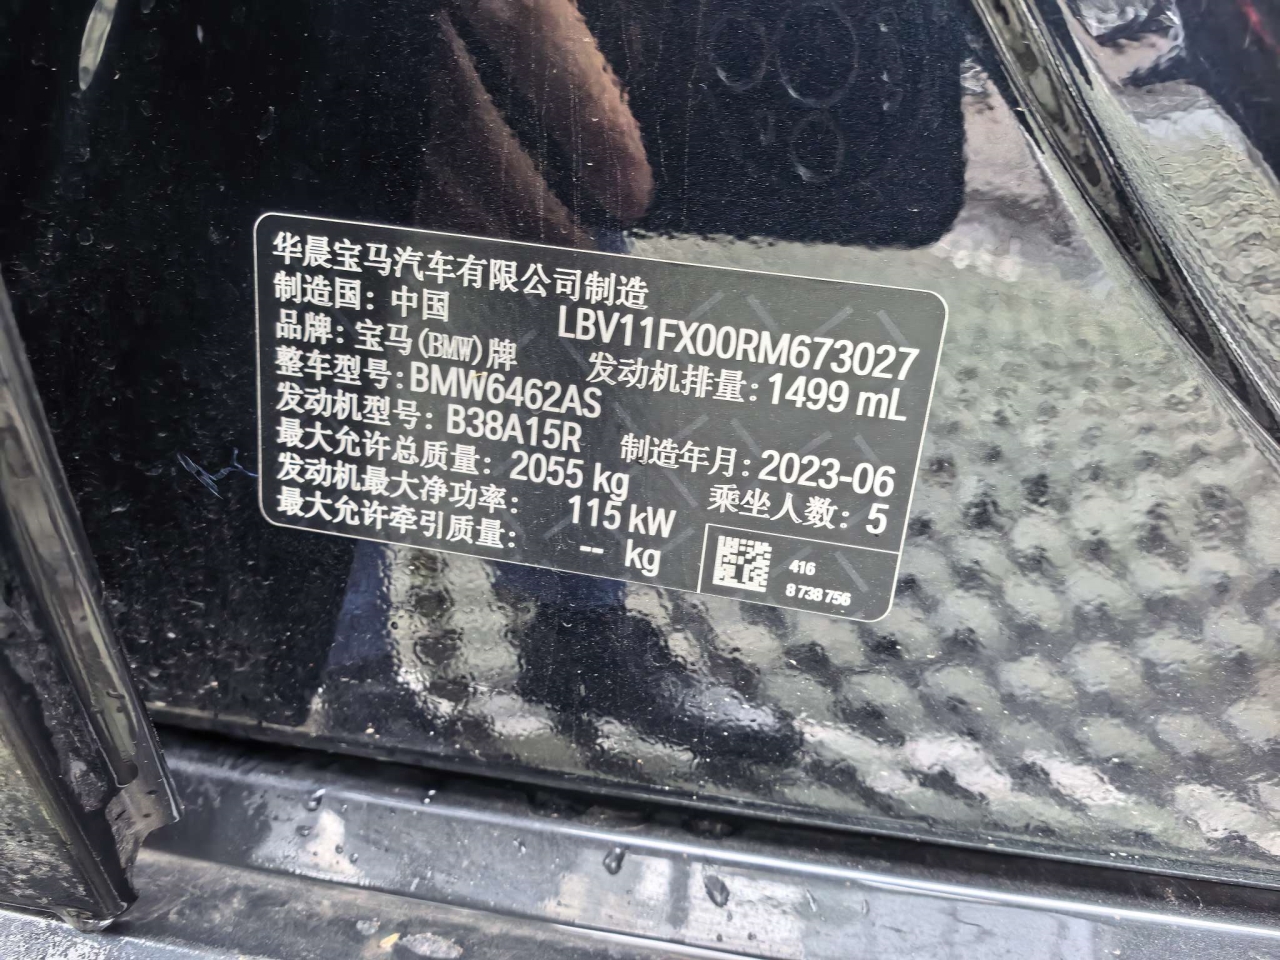 华晨宝马汽车有限公司制造
制造国：中国 LBV11FX00RM673027
品牌：宝马(BMW)牌 发动机排量：1499 mL
整车型号：BMW6462AS
发动机型号：B38A15R 制造年月：2023-06
最大允许总质量：2055 kg 乘坐人数：5
发动机最大净功率：115 kW
最大允许牵引质量：-- kg
416
8 738 756